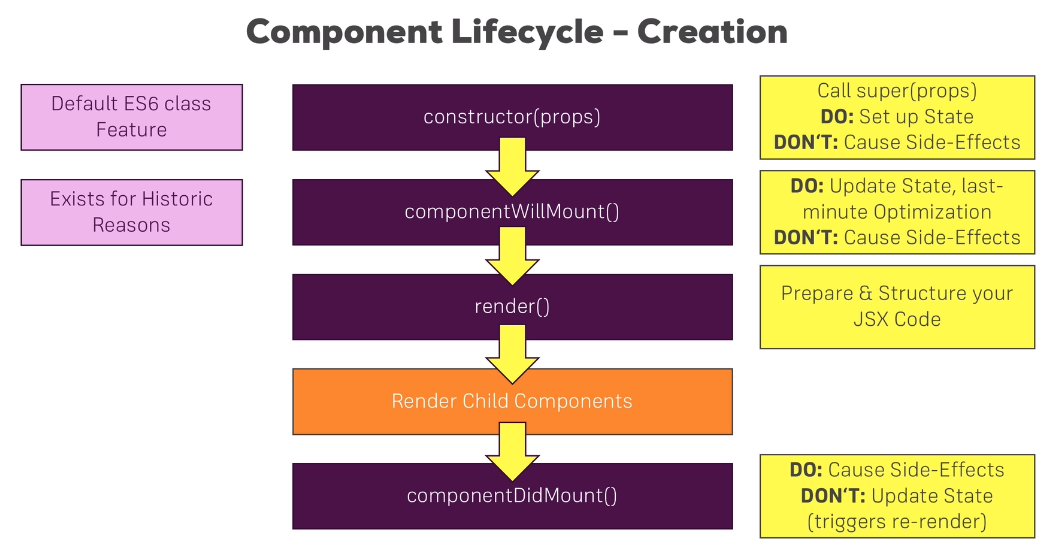 Component Lifecycle – Creation
Default ES6 class
Feature
constructor(props)
Call super(props)
DO: Set up State
DON‘T: Cause Side-Effects
Exists for Historic
Reasons
componentWillMount()
DO: Update State, last-
minute Optimization
DON‘T: Cause Side-Effects
render()
Prepare & Structure your
JSX Code
Render Child Components
componentDidMount()
DO: Cause Side-Effects
DON‘T: Update State
(triggers re-render)